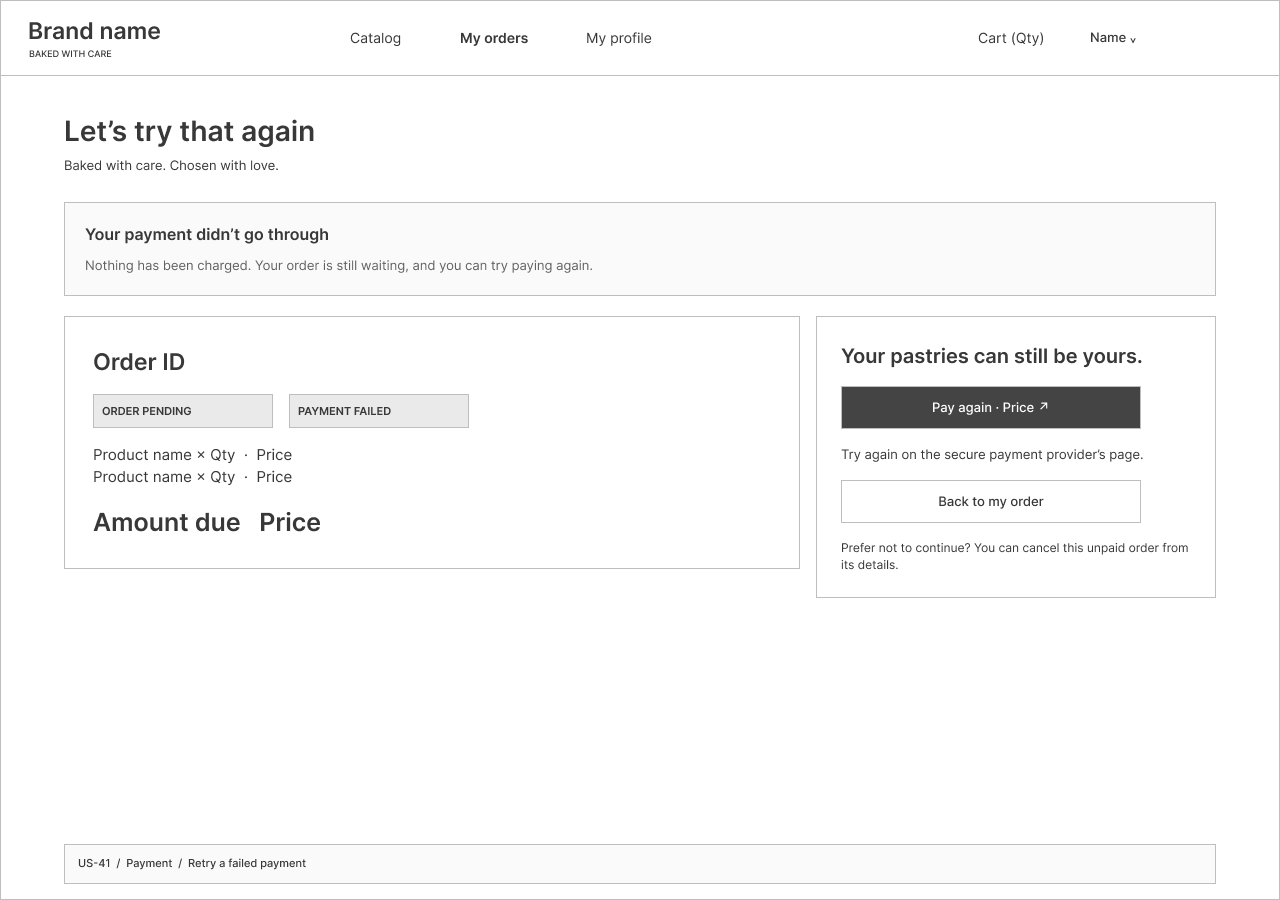 Brand name
BAKED WITH CARE
Catalog
My orders
My profile
Cart (Qty)
Name v
Let’s try that again
Baked with care. Chosen with love.
Your payment didn’t go through
Nothing has been charged. Your order is still waiting, and you can try paying again.
Order ID
ORDER PENDING
PAYMENT FAILED
Product name × Qty · Price
Product name × Qty · Price
Amount due Price
Your pastries can still be yours.
Pay again · Price ↗
Try again on the secure payment provider’s page.
Back to my order
Prefer not to continue? You can cancel this unpaid order from
its details.
US-41 / Payment / Retry a failed payment